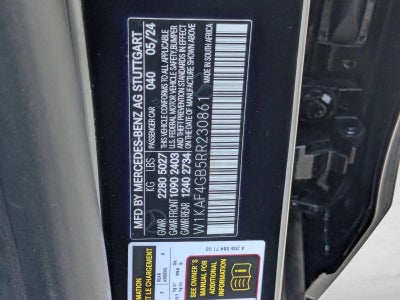 MFD BY MERCEDES-BENZ AG STUTTGART
PASSENGER CAR 040 05/24
KG LBS
GVWR 2280 5027
GAWR FRONT 1090 2403
GAWR REAR 1240 2734
THIS VEHICLE CONFORMS TO ALL APPLICABLE
U.S. FEDERAL MOTOR VEHICLE SAFETY, BUMPER
AND THEFT PREVENTION STANDARDS IN EFFECT
ON THE DATE OF MANUFACTURE SHOWN ABOVE
MADE IN SOUTH AFRICA
W1KAF4GB5RR230861
SEE OWNER'S
MANUAL FOR
ADDITIONAL
INFORMATION
ET LE CHARGEMENT